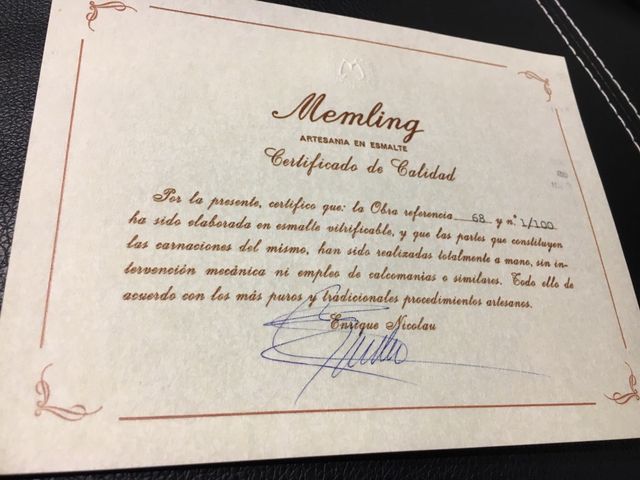 M
Memling
ARTESANIA EN ESMALTE
Certificado de Calidad
Por la presente, certifico que: la Obra referencia 68 y n.º 1/100
ha sido elaborada en esmalte vitrificable, y que las partes que constituyen
las carnaciones del mismo, han sido realizadas totalmente a mano, sin in-
tervención mecánica ni empleo de calcomanias o similares. Todo ello de
acuerdo con los más puros y tradicionales procedimientos artesanos.
Enrique Nicolau